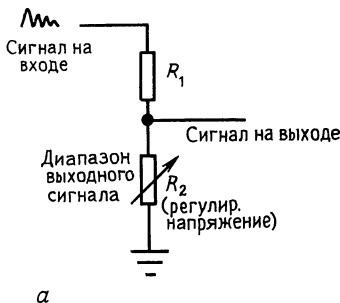 Сигнал на
входе
R1
Сигнал на выходе
Диапазон
выходного
сигнала
R2
(регулир.
напряжение)
а